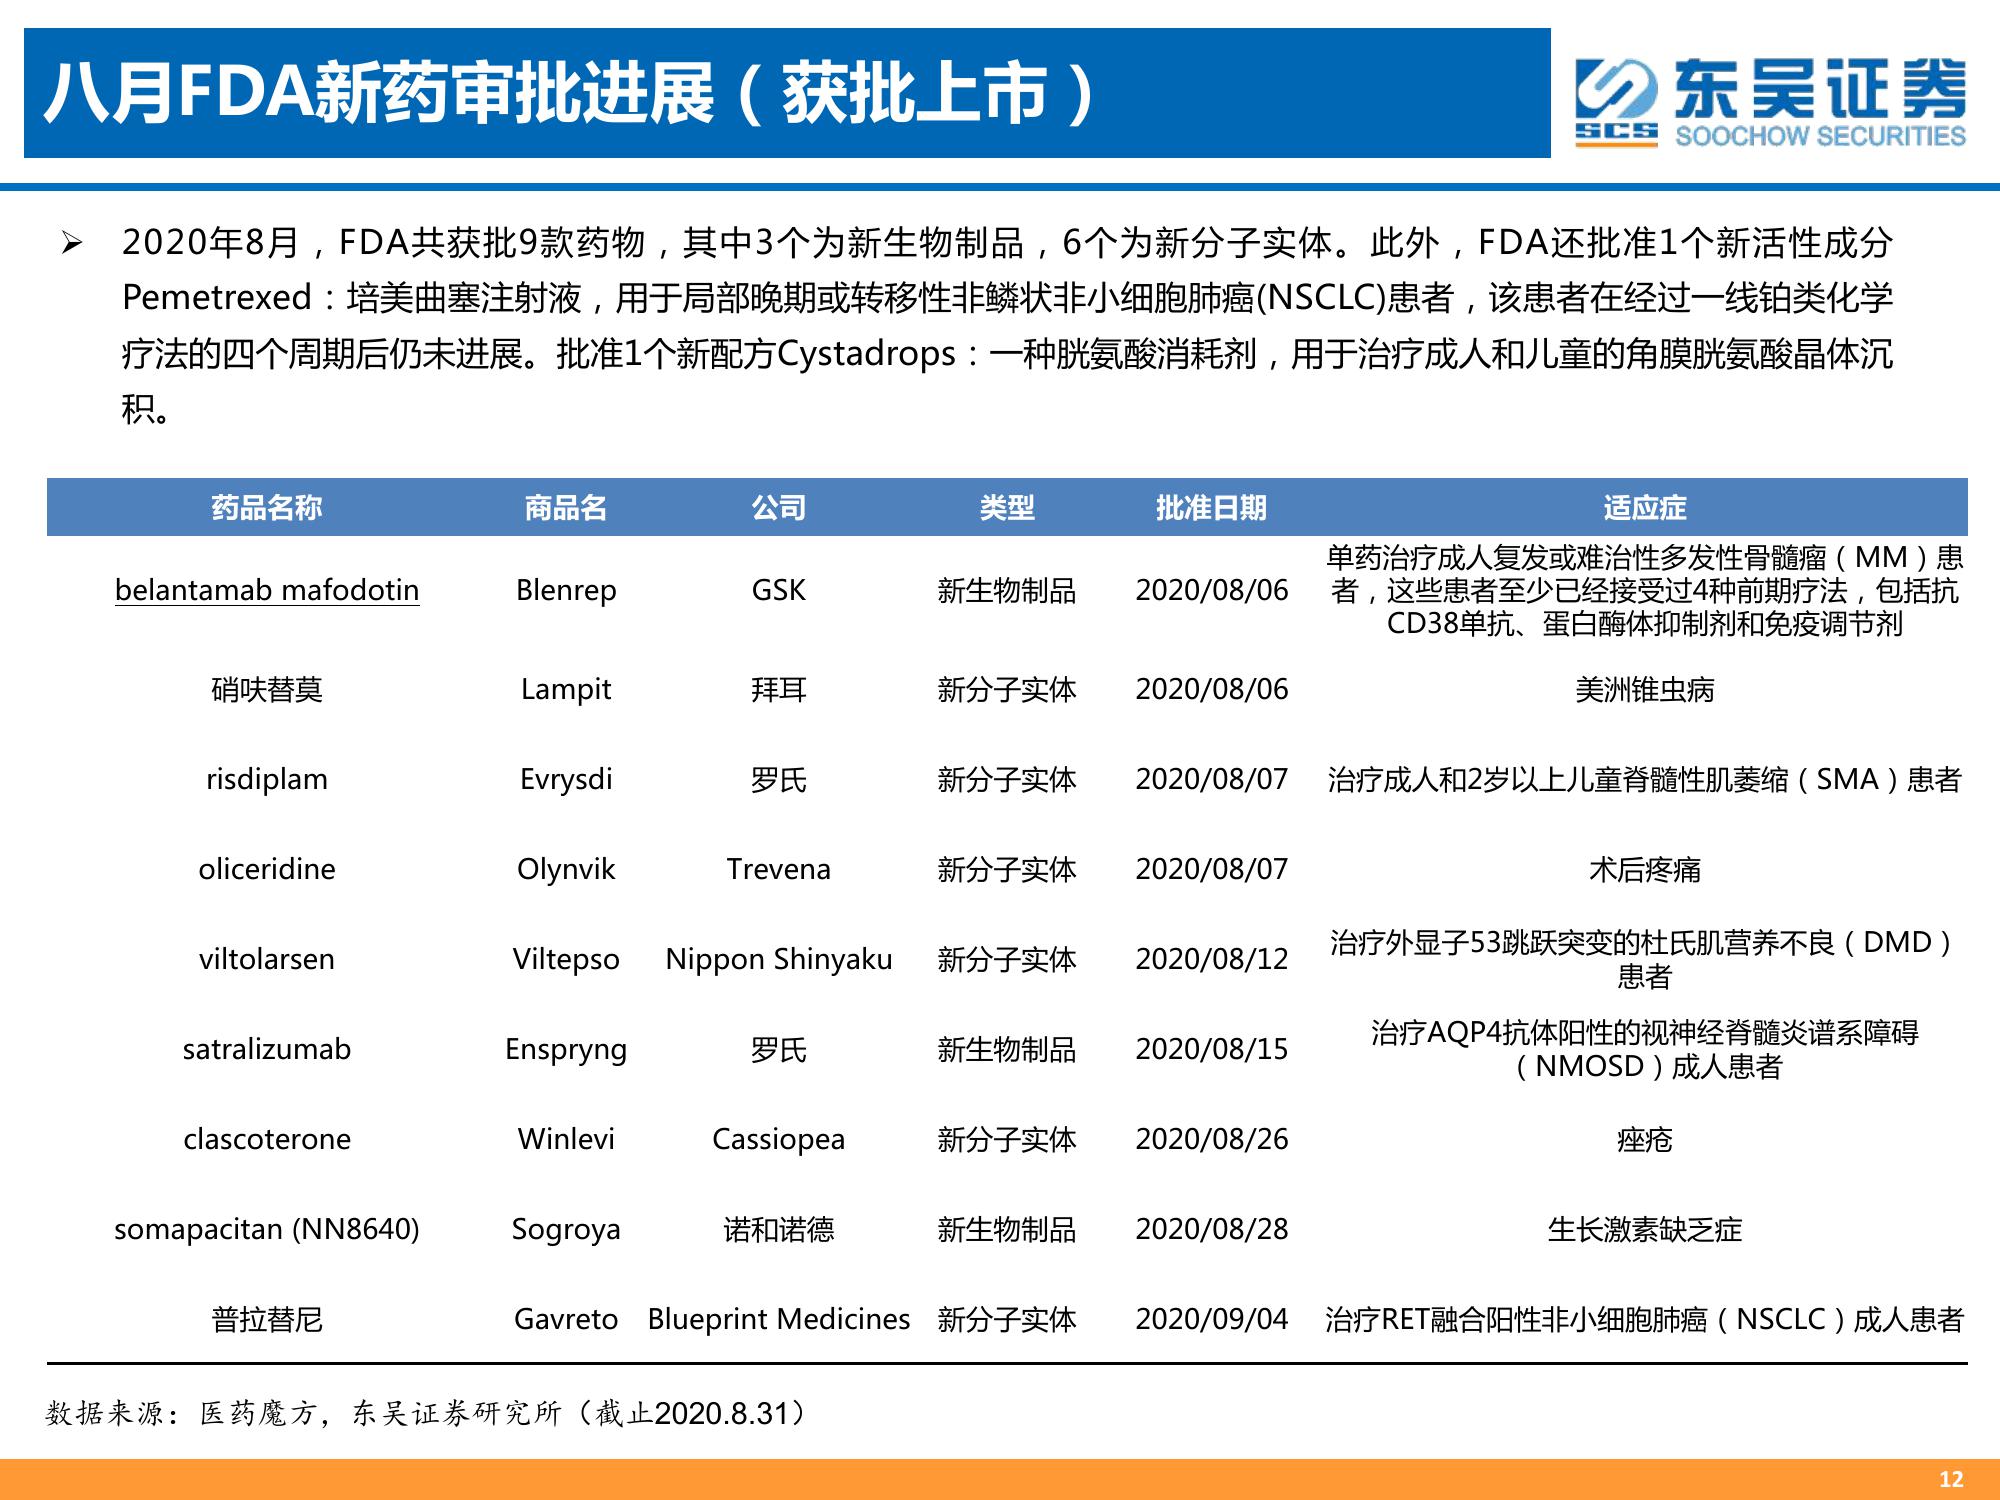 八月FDA新药审批进展（获批上市）
SCS
东吴证券
SOOCHOW SECURITIES
➢ 2020年8月，FDA共获批9款药物，其中3个为新生物制品，6个为新分子实体。此外，FDA还批准1个新活性成分
Pemetrexed：培美曲塞注射液，用于局部晚期或转移性非鳞状非小细胞肺癌(NSCLC)患者，该患者在经过一线铂类化学
疗法的四个周期后仍未进展。批准1个新配方Cystadrops：一种胱氨酸消耗剂，用于治疗成人和儿童的角膜胱氨酸晶体沉
积。
药品名称 商品名 公司 类型 批准日期 适应症
belantamab mafodotin Blenrep GSK 新生物制品 2020/08/06 单药治疗成人复发或难治性多发性骨髓瘤（MM）患
者，这些患者至少已经接受过4种前期疗法，包括抗
CD38单抗、蛋白酶体抑制剂和免疫调节剂
硝呋替莫 Lampit 拜耳 新分子实体 2020/08/06 美洲锥虫病
risdiplam Evrysdi 罗氏 新分子实体 2020/08/07 治疗成人和2岁以上儿童脊髓性肌萎缩（SMA）患者
oliceridine Olynvik Trevena 新分子实体 2020/08/07 术后疼痛
viltolarsen Viltepso Nippon Shinyaku 新分子实体 2020/08/12 治疗外显子53跳跃突变的杜氏肌营养不良（DMD）
患者
satralizumab Enspryng 罗氏 新生物制品 2020/08/15 治疗AQP4抗体阳性的视神经脊髓炎谱系障碍
（NMOSD）成人患者
clascoterone Winlevi Cassiopea 新分子实体 2020/08/26 痤疮
somapacitan (NN8640) Sogroya 诺和诺德 新生物制品 2020/08/28 生长激素缺乏症
普拉替尼 Gavreto Blueprint Medicines 新分子实体 2020/09/04 治疗RET融合阳性非小细胞肺癌（NSCLC）成人患者
数据来源：医药魔方，东吴证券研究所（截止2020.8.31）
12